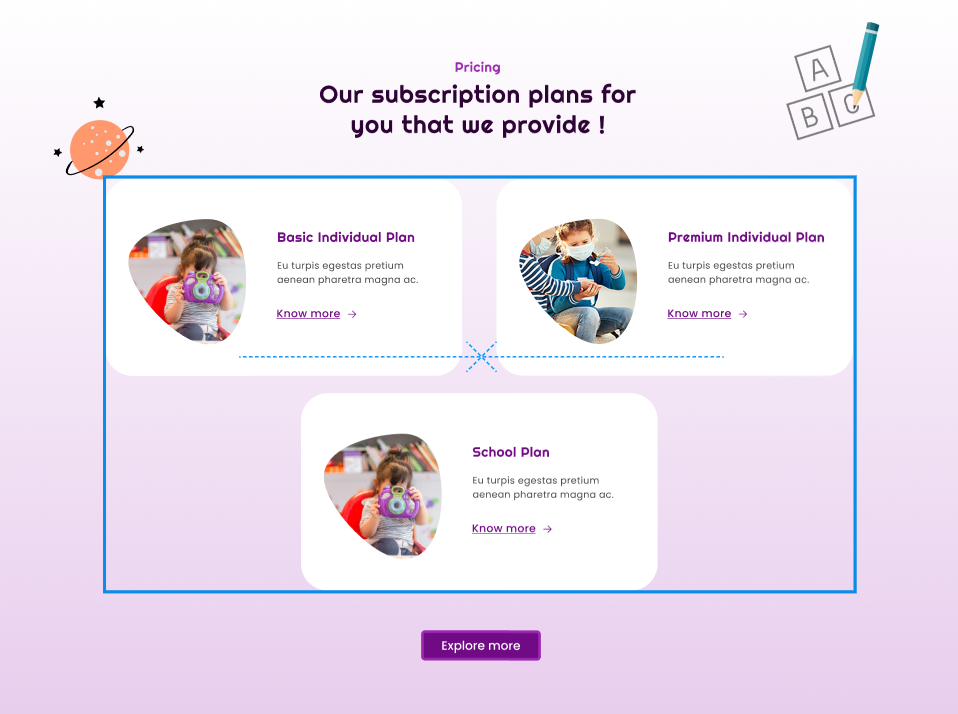 Pricing
Our subscription plans for
you that we provide !
A
B
C
Basic Individual Plan
Eu turpis egestas pretium
aenean pharetra magna ac.
Know more →
Premium Individual Plan
Eu turpis egestas pretium
aenean pharetra magna ac.
Know more →
School Plan
Eu turpis egestas pretium
aenean pharetra magna ac.
Know more →
Explore more